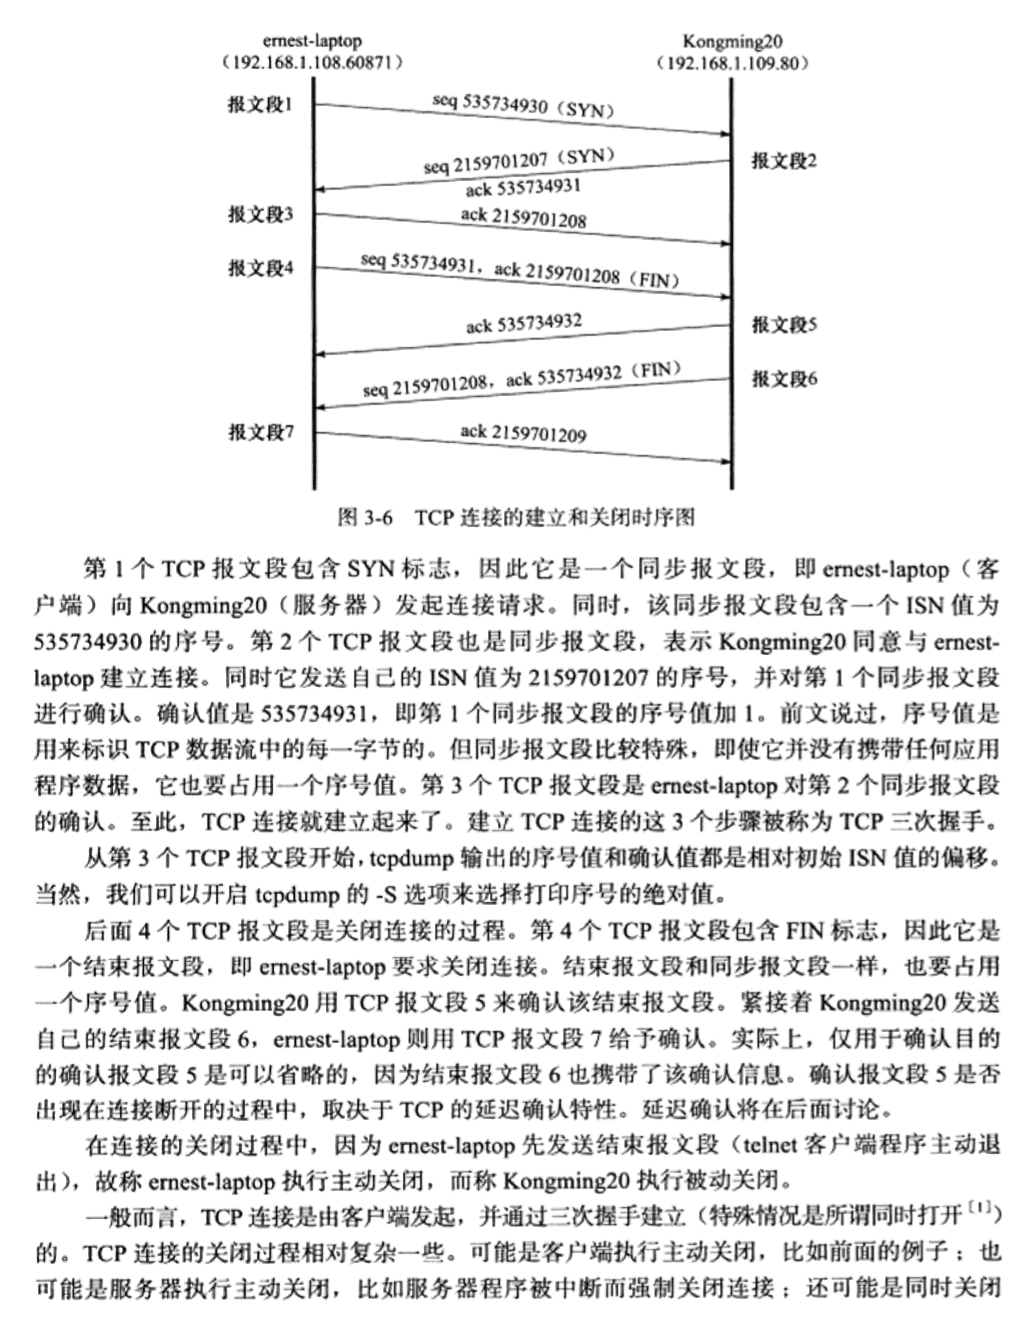 ernest-laptop
(192.168.1.108.60871)
Kongming20
(192.168.1.109.80)
报文段1
seq 535734930(SYN)
seq 2159701207(SYN)
报文段2
ack 535734931
报文段3
ack 2159701208
报文段4
seq 535734931，ack 2159701208(FIN)
ack 535734932
报文段5
seq 2159701208，ack 535734932(FIN)
报文段6
报文段7
ack 2159701209
图 3-6 TCP 连接的建立和关闭时序图
第 1 个 TCP 报文段包含 SYN 标志，因此它是一个同步报文段，即 ernest-laptop（客
户端）向 Kongming20（服务器）发起连接请求。同时，该同步报文段包含一个 ISN 值为
535734930 的序号。第 2 个 TCP 报文段也是同步报文段，表示 Kongming20 同意与 ernest-
laptop 建立连接。同时它发送自己的 ISN 值为 2159701207 的序号，并对第 1 个同步报文段
进行确认。确认值是 535734931，即第 1 个同步报文段的序号值加 1。前文说过，序号值是
用来标识 TCP 数据流中的每一字节的。但同步报文段比较特殊，即使它并没有携带任何应用
程序数据，它也要占用一个序号值。第 3 个 TCP 报文段是 ernest-laptop 对第 2 个同步报文段
的确认。至此，TCP 连接就建立起来了。建立 TCP 连接的这 3 个步骤被称为 TCP 三次握手。
从第 3 个 TCP 报文段开始，tcpdump 输出的序号值和确认值都是相对初始 ISN 值的偏移。
当然，我们可以开启 tcpdump 的 -S 选项来选择打印序号的绝对值。
后面 4 个 TCP 报文段是关闭连接的过程。第 4 个 TCP 报文段包含 FIN 标志，因此它是
一个结束报文段，即 ernest-laptop 要求关闭连接。结束报文段和同步报文段一样，也要占用
一个序号值。Kongming20 用 TCP 报文段 5 来确认该结束报文段。紧接着 Kongming20 发送
自己的结束报文段 6，ernest-laptop 则用 TCP 报文段 7 给予确认。实际上，仅用于确认目的
的确认报文段 5 是可以省略的，因为结束报文段 6 也携带了该确认信息。确认报文段 5 是否
出现在连接断开的过程中，取决于 TCP 的延迟确认特性。延迟确认将在后面讨论。
在连接的关闭过程中，因为 ernest-laptop 先发送结束报文段（telnet 客户端程序主动退
出），故称 ernest-laptop 执行主动关闭，而称 Kongming20 执行被动关闭。
一般而言，TCP 连接是由客户端发起，并通过三次握手建立（特殊情况是所谓同时打开[1]）
的。TCP 连接的关闭过程相对复杂一些。可能是客户端执行主动关闭，比如前面的例子；也
可能是服务器执行主动关闭，比如服务器程序被中断而强制关闭连接；还可能是同时关闭